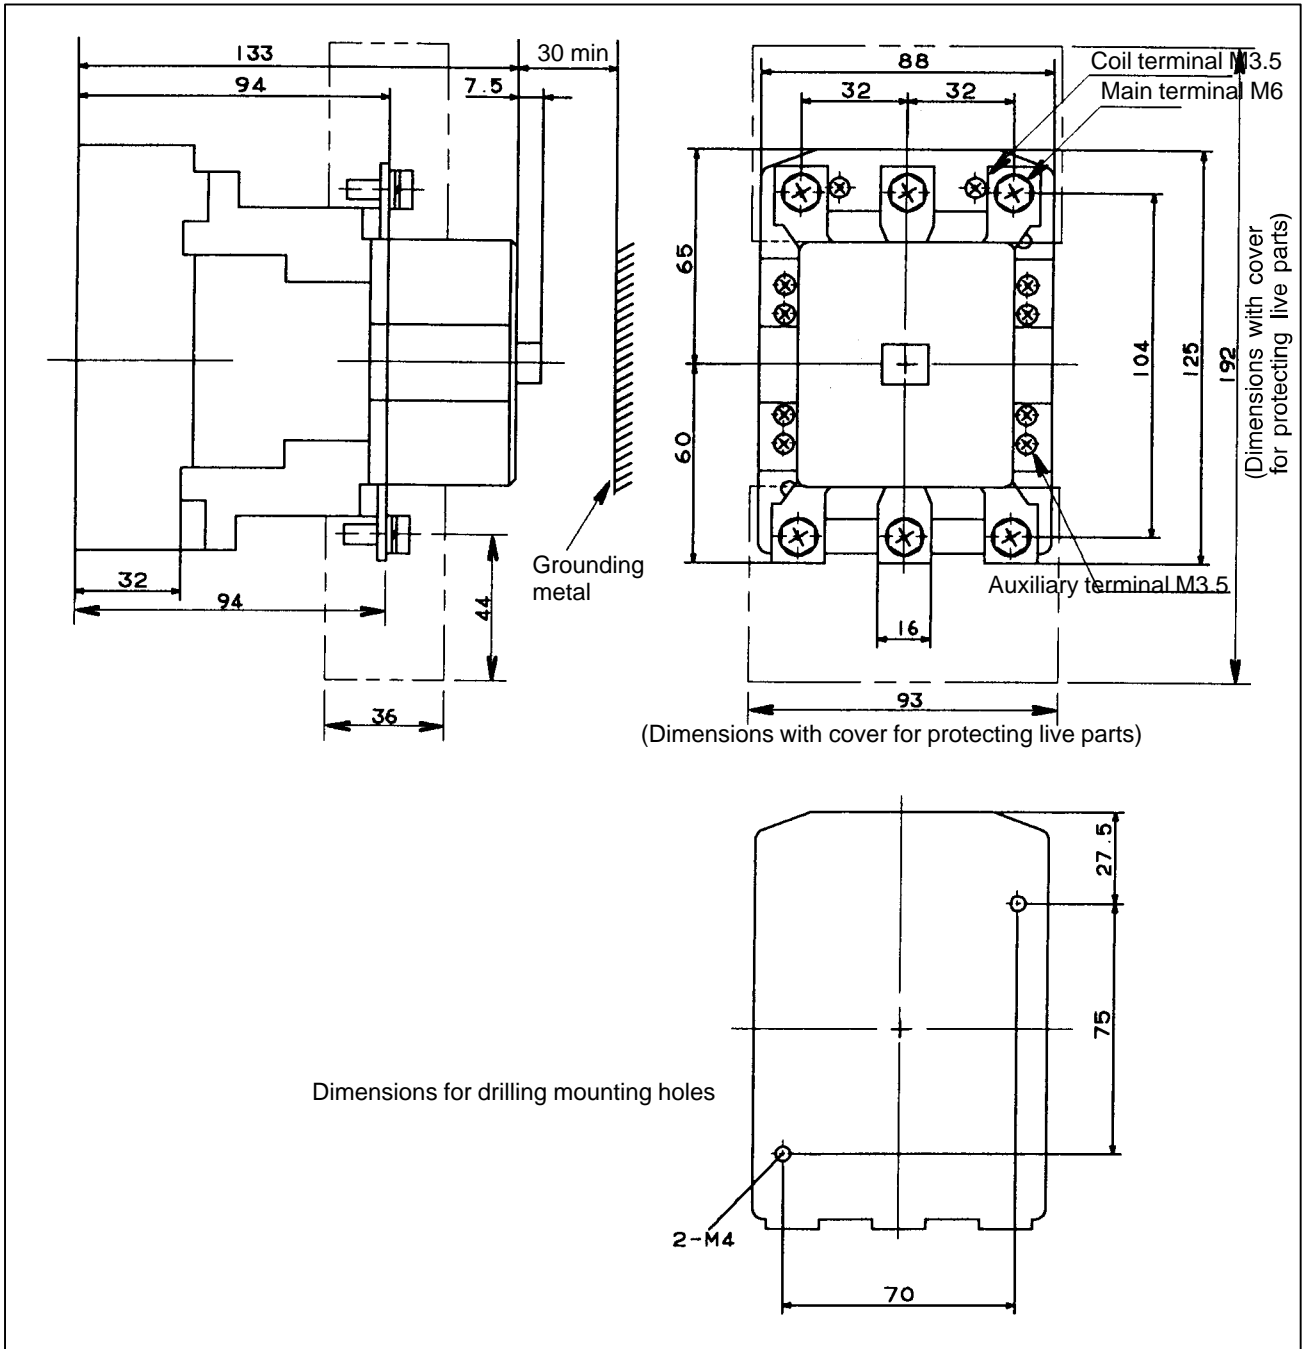 133
30 min
94
7.5
88
Coil terminal M3.5
32
32
Main terminal M6
65
60
104
125
192
(Dimensions with cover
for protecting live parts)
Grounding
metal
32
94
44
36
Auxiliary terminal M3.5
16
93
(Dimensions with cover for protecting live parts)
27.5
75
Dimensions for drilling mounting holes
2-M4
70